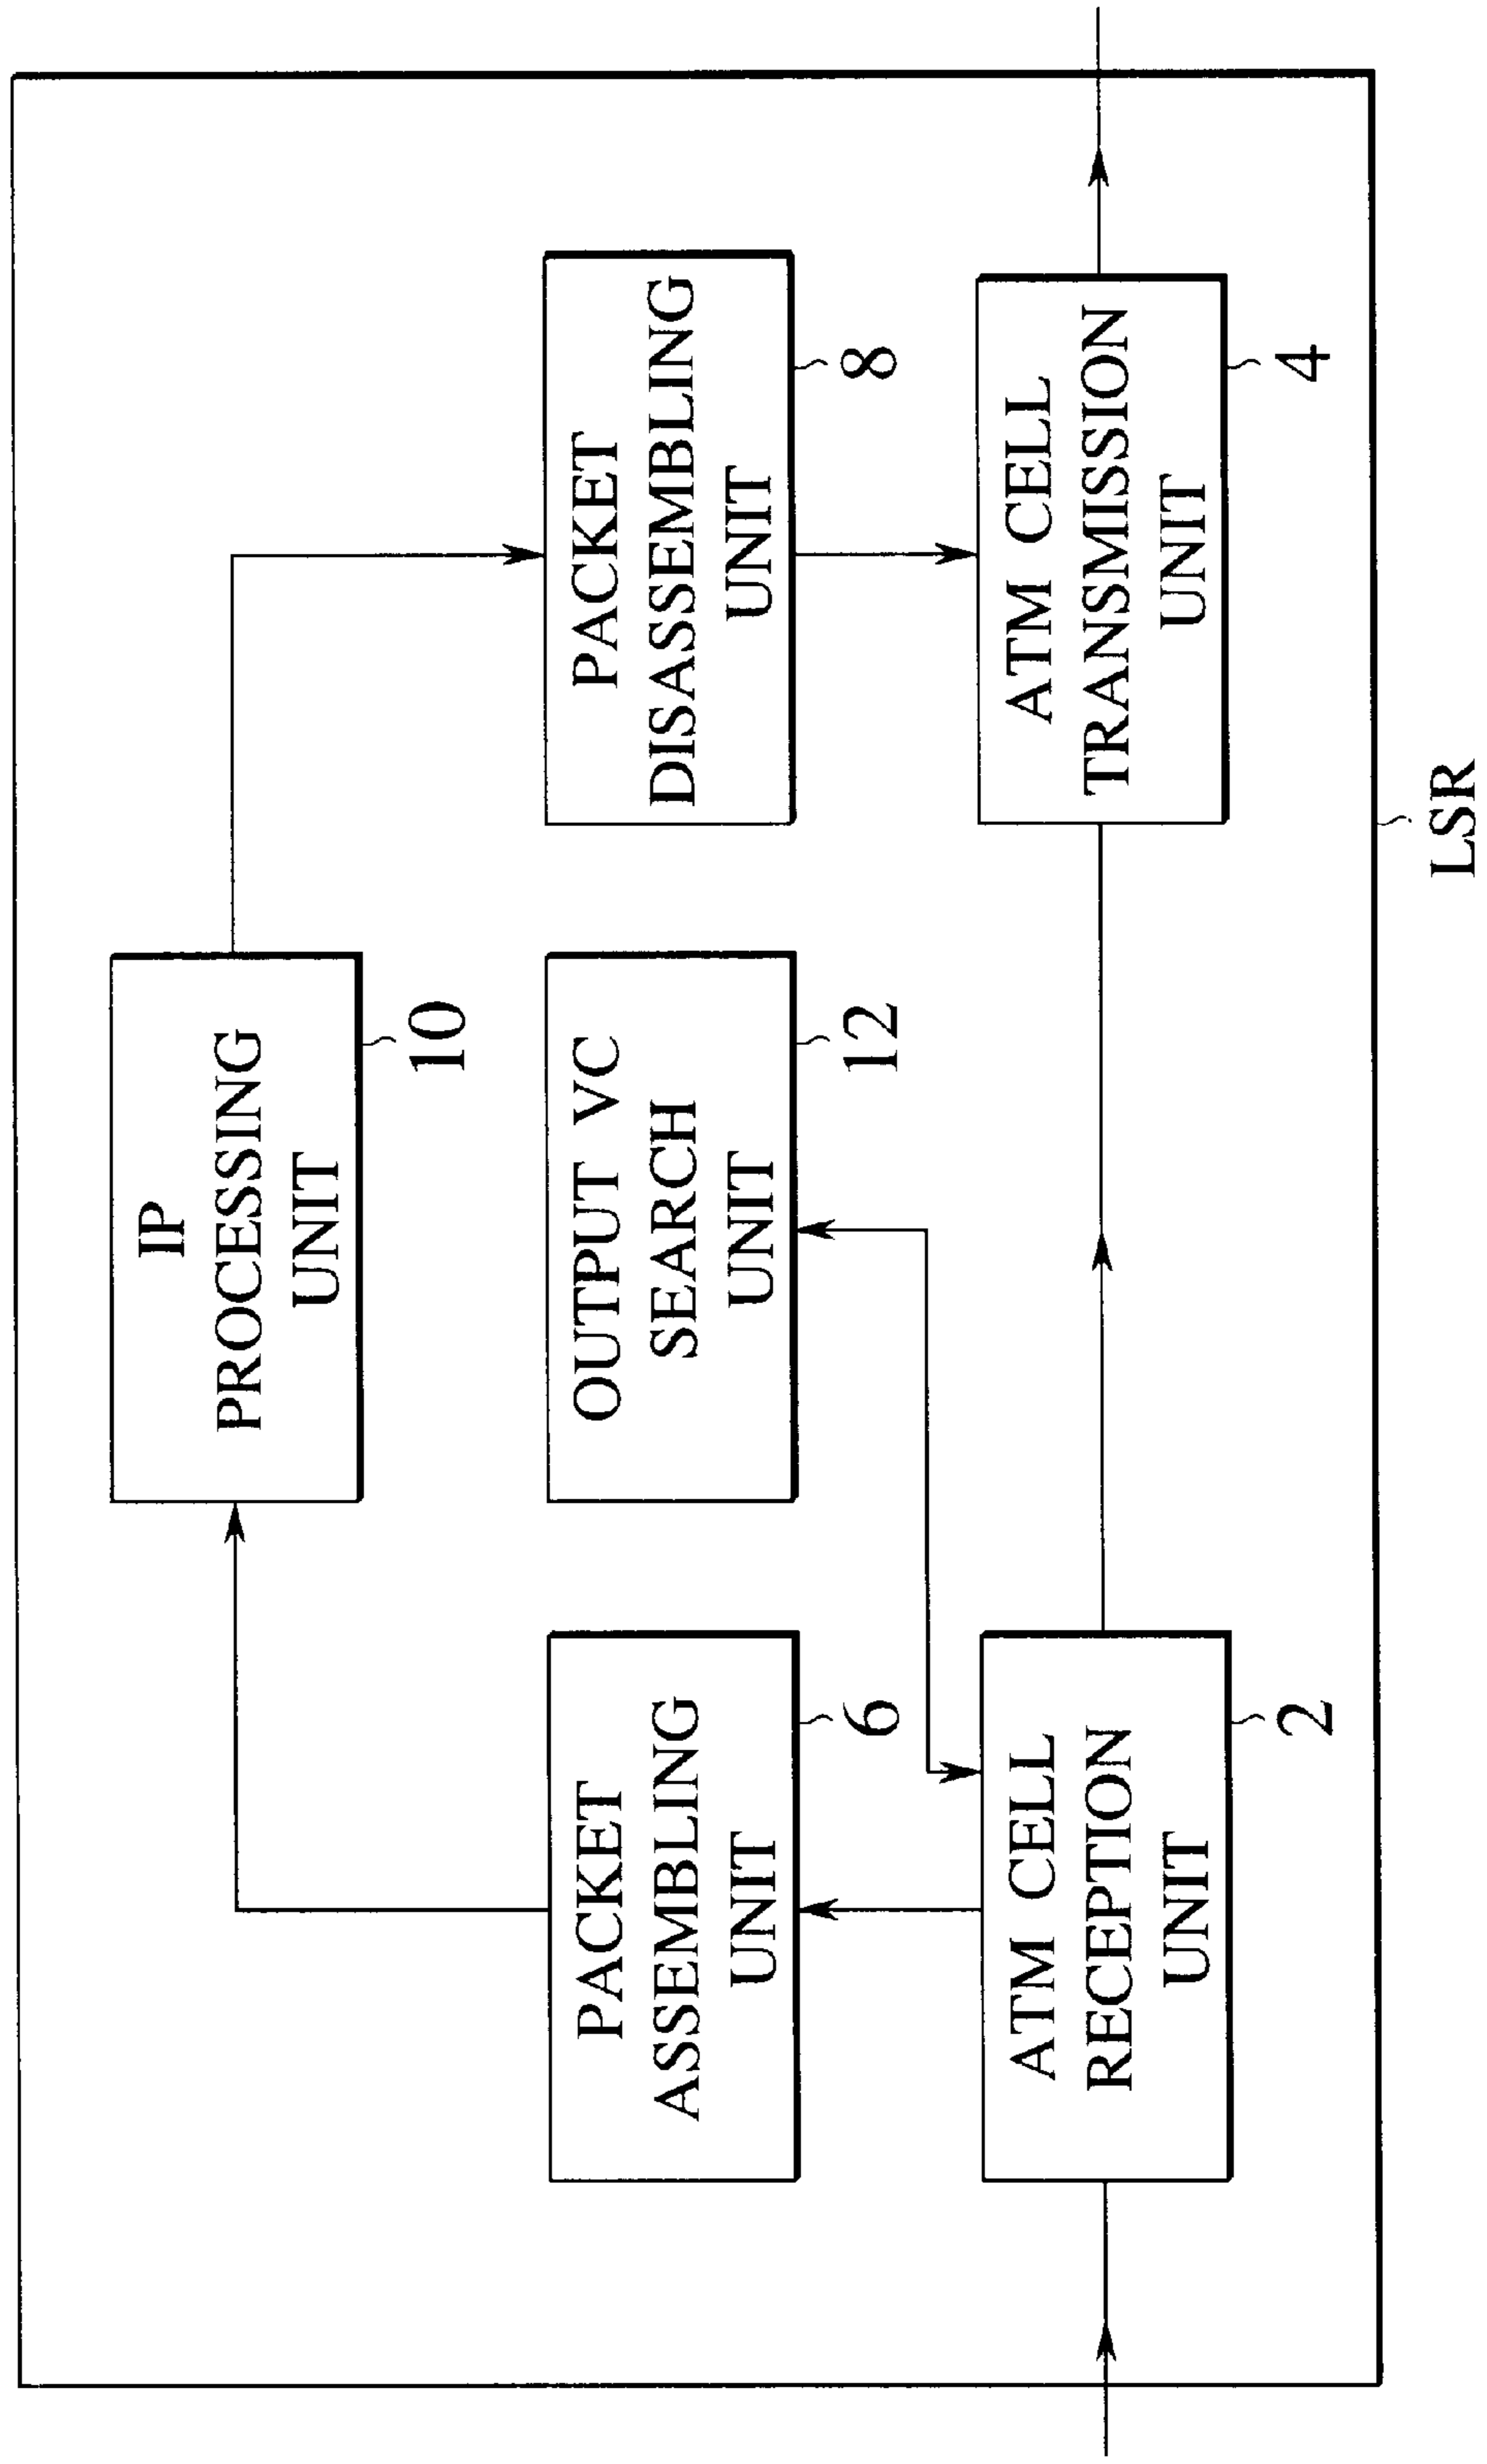 IP
PROCESSING
UNIT
10
PACKET
ASSEMBLING
UNIT
6
OUTPUT VC
SEARCH
UNIT
12
PACKET
DISASSEMBLING
UNIT
8
ATM CELL
RECEPTION
UNIT
2
ATM CELL
TRANSMISSION
UNIT
4
LSR